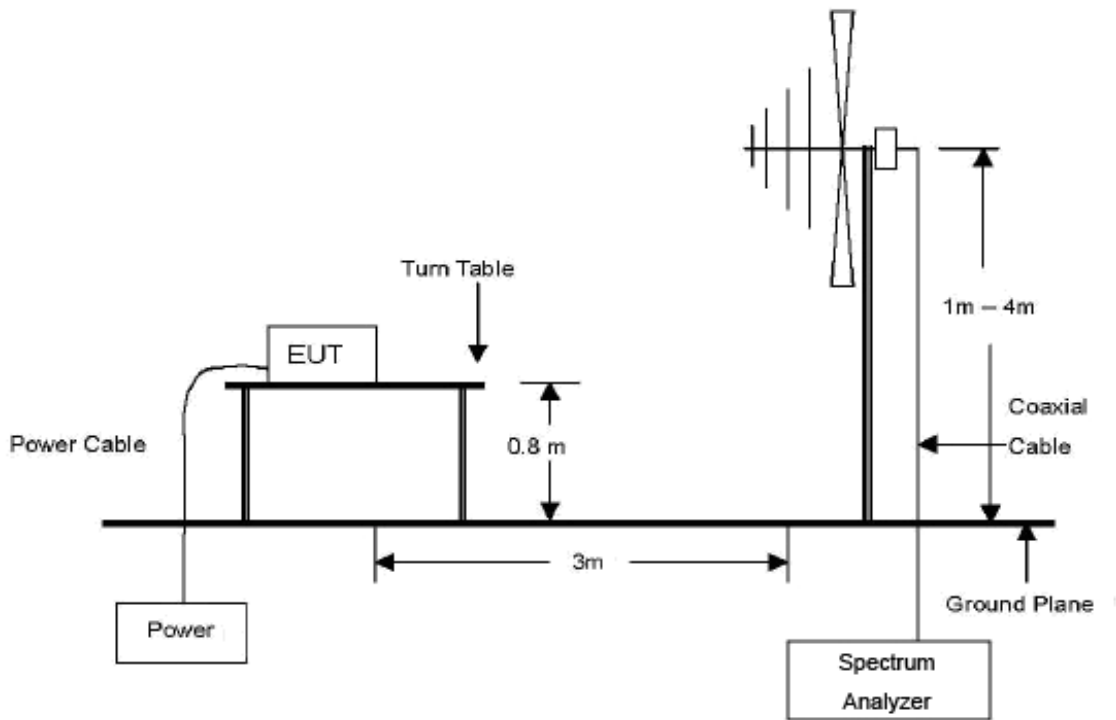 Turn Table
EUT
1m – 4m
Coaxial
Cable
0.8 m
Power Cable
3m
Ground Plane
Power
Spectrum
Analyzer